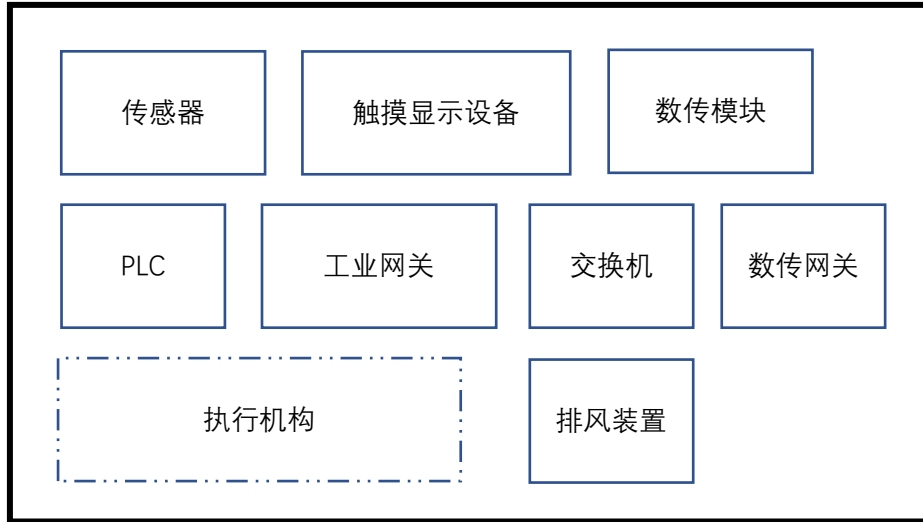 传感器
触摸显示设备
数传模块
PLC
工业网关
交换机
数传网关
执行机构
排风装置